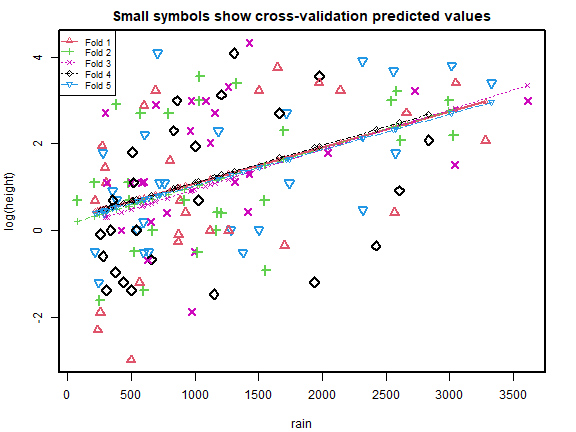 Small symbols show cross-validation predicted values
Fold 1
Fold 2
Fold 3
Fold 4
Fold 5
log(height)
4
2
0
-2
0 500 1000 1500 2000 2500 3000 3500
rain